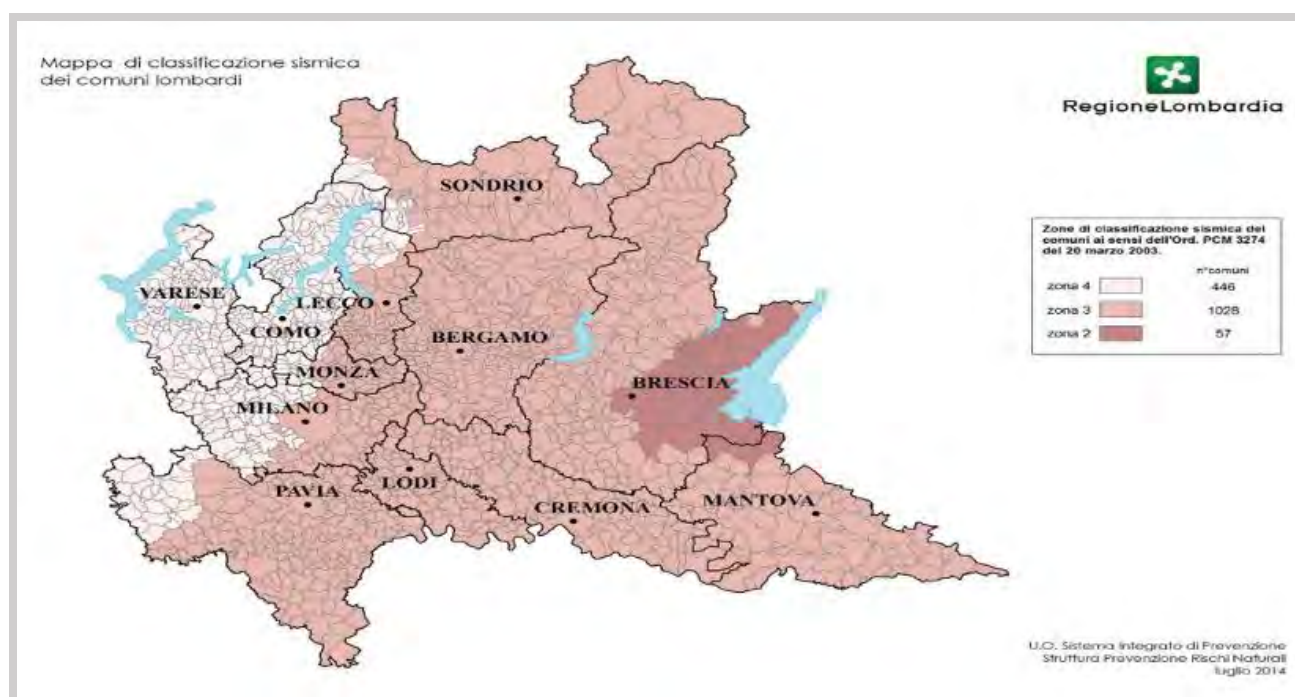 Mappa di classificazione sismica
dei comuni lombardi
RegioneLombardia
SONDRIO
VARESE
LECCO
COMO
BERGAMO
MONZA
BRESCIA
MILANO
PAVIA
LODI
CREMONA
MANTOVA
Zone di classificazione sismica dei
comuni ai sensi dell'Ord. PCM 3274
del 20 marzo 2003.
n°comuni
zona 4 446
zona 3 1028
zona 2 57
U.O. Sistema Integrato di Prevenzione
Struttura Prevenzione Rischi Naturali
luglio 2014